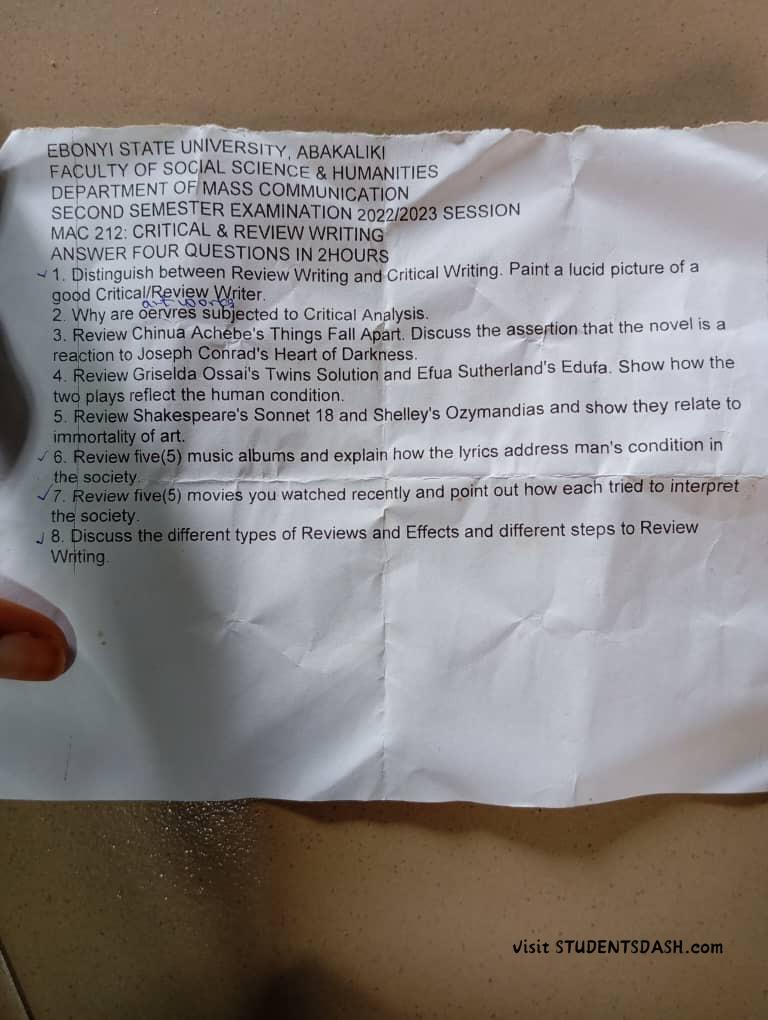 EBONYI STATE UNIVERSITY, ABAKALIKI
FACULTY OF SOCIAL SCIENCE & HUMANITIES
DEPARTMENT OF MASS COMMUNICATION
SECOND SEMESTER EXAMINATION 2022/2023 SESSION
MAC 212: CRITICAL & REVIEW WRITING
ANSWER FOUR QUESTIONS IN 2HOURS
1. Distinguish between Review Writing and Critical Writing. Paint a lucid picture of a
good Critical/Review Writer.
art works
2. Why are oervres subjected to Critical Analysis.
3. Review Chinua Achebe's Things Fall Apart. Discuss the assertion that the novel is a
reaction to Joseph Conrad's Heart of Darkness.
4. Review Griselda Ossai's Twins Solution and Efua Sutherland's Edufa. Show how the
two plays reflect the human condition.
5. Review Shakespeare's Sonnet 18 and Shelley's Ozymandias and show they relate to
immortality of art.
6. Review five(5) music albums and explain how the lyrics address man's condition in
the society.
7. Review five(5) movies you watched recently and point out how each tried to interpret
the society.
8. Discuss the different types of Reviews and Effects and different steps to Review
Writing.
Visit STUDENTSDASH.com